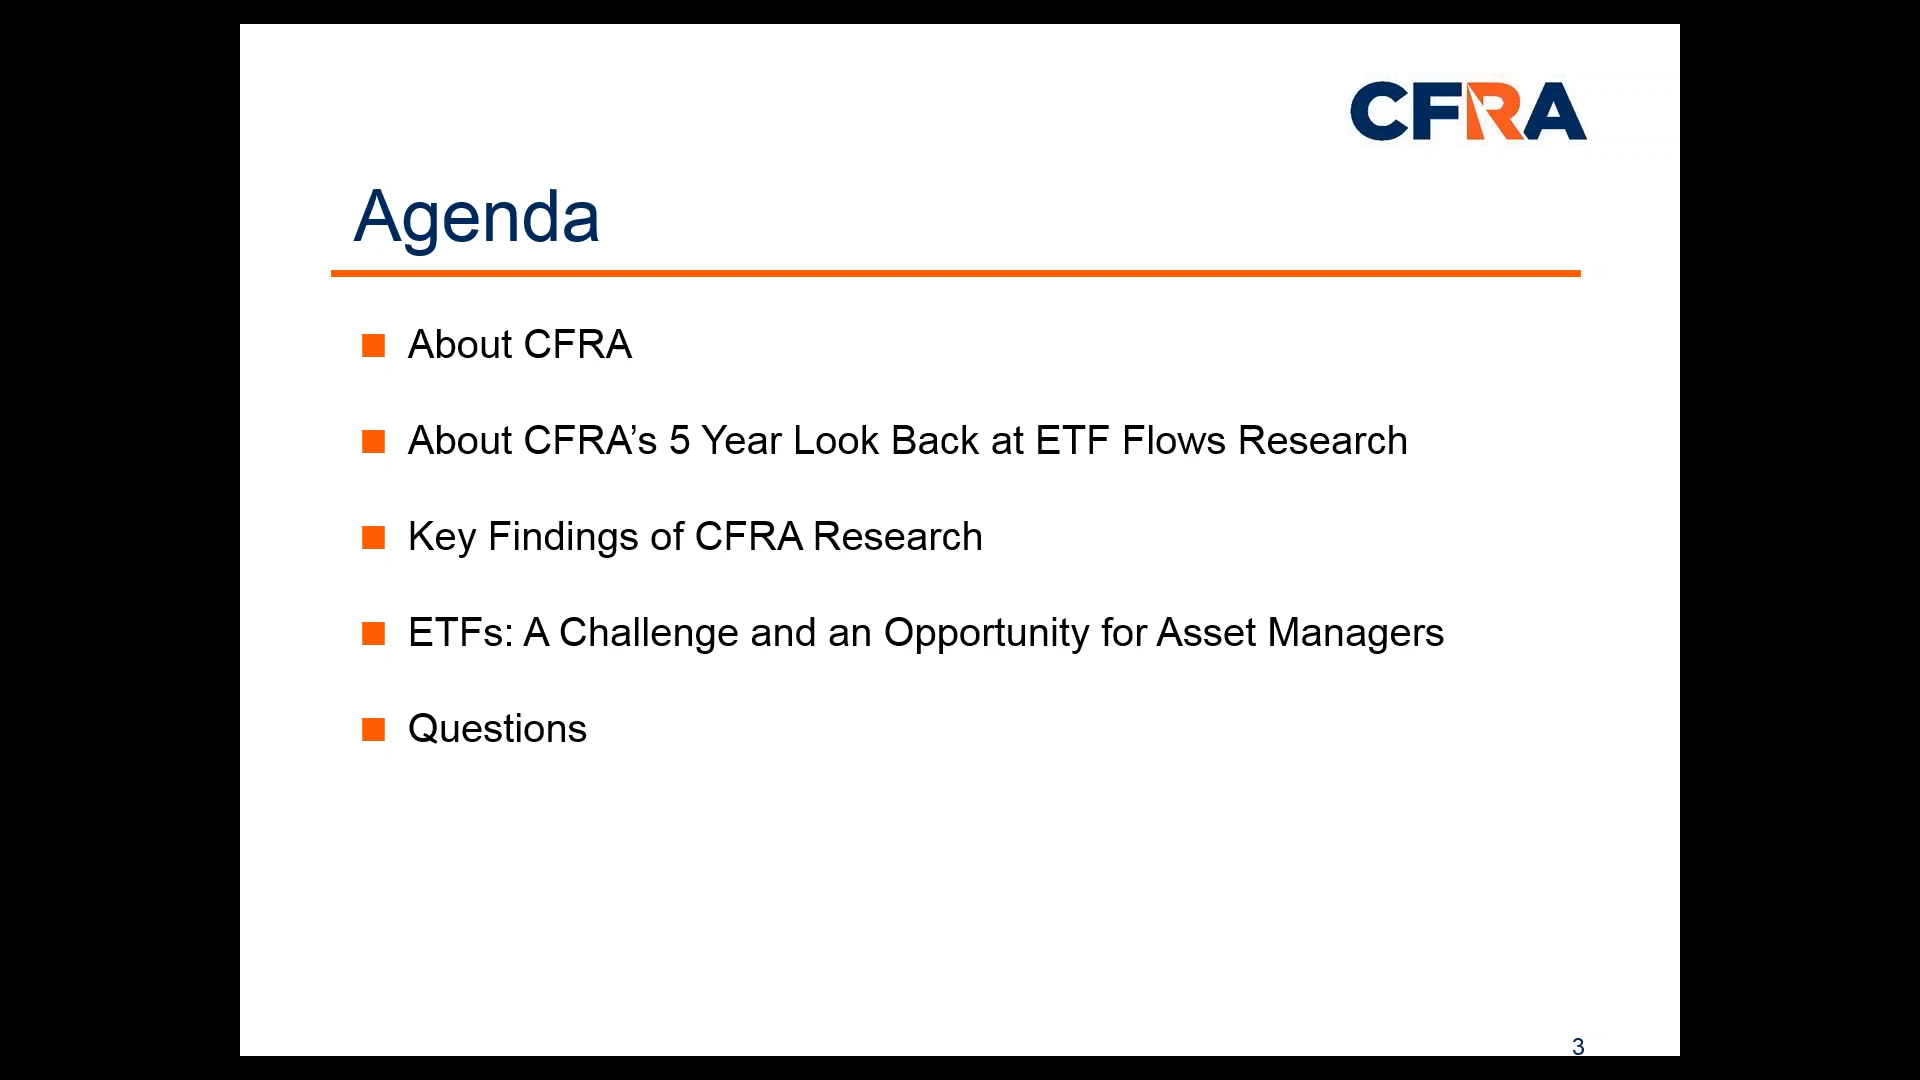 CFRA
Agenda
About CFRA
About CFRA’s 5 Year Look Back at ETF Flows Research
Key Findings of CFRA Research
ETFs: A Challenge and an Opportunity for Asset Managers
Questions
3